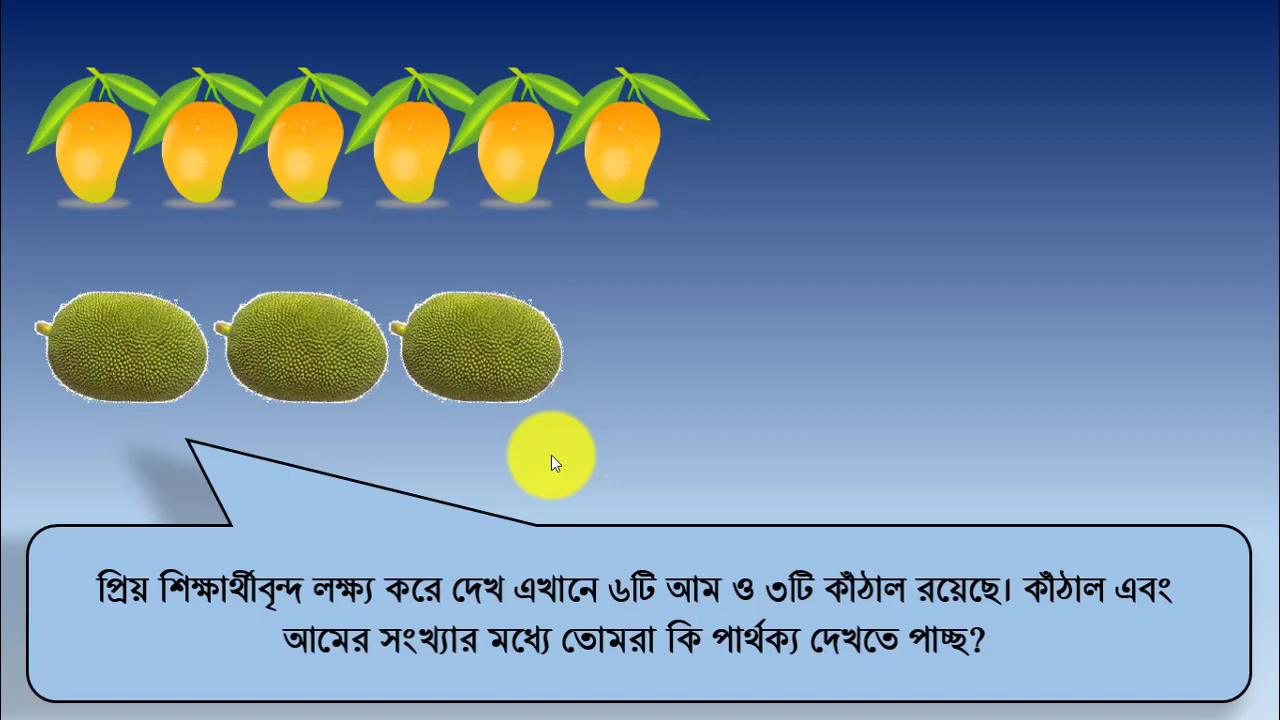 প্রিয় শিক্ষার্থীবৃন্দ লক্ষ্য করে দেখ এখানে ৬টি আম ও ৩টি কাঁঠাল রয়েছে। কাঁঠাল এবং
আমের সংখ্যার মধ্যে তোমরা কি পার্থক্য দেখতে পাচ্ছ?